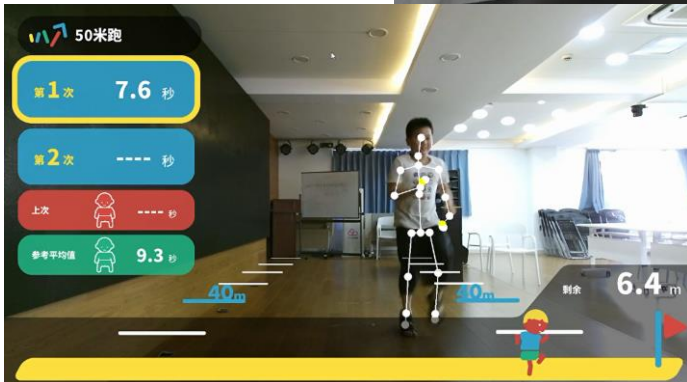 50米跑
第1次 7.6 秒
第2次 ---- 秒
上次 ---- 秒
参考平均值 9.3 秒
40m 40m
剩余 6.4 m